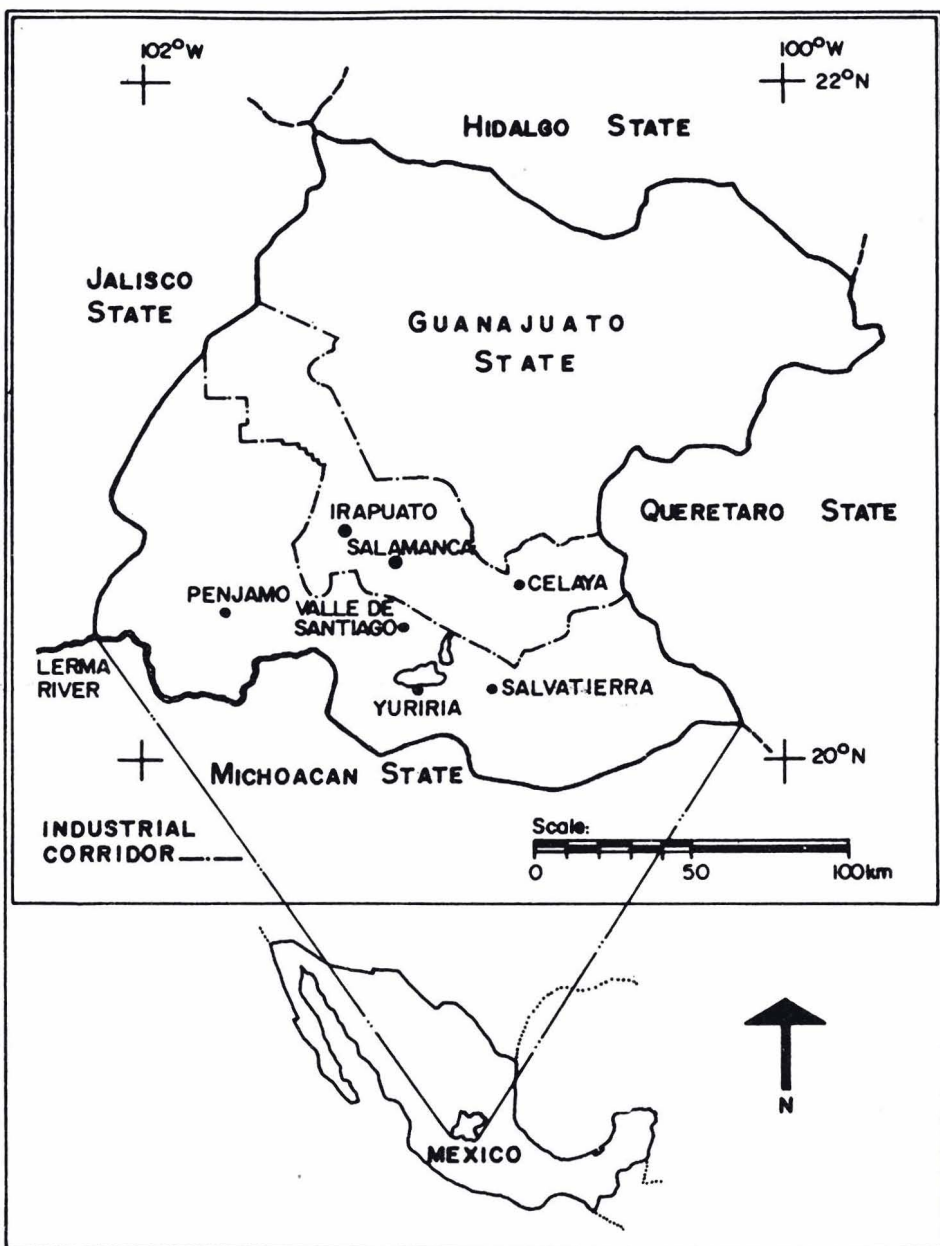 102°W
100°W
22°N
HIDALGO STATE
JALISCO
STATE
GUANAJUATO
STATE
IRAPUATO
SALAMANCA
QUERETARO STATE
PENJAMO
VALLE DE
SANTIAGO
CELAYA
LERMA
RIVER
YURIRIA
SALVATIERRA
20°N
MICHOACAN STATE
INDUSTRIAL
CORRIDOR
Scale:
0 50 100km
MEXICO
N